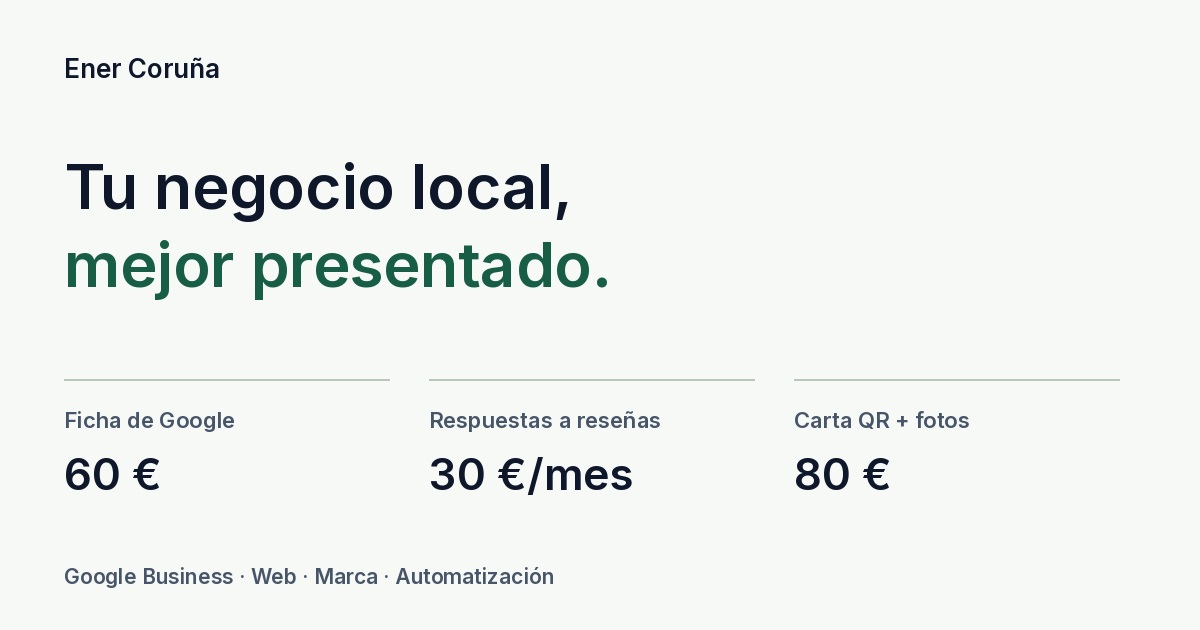 Ener Coruña
Tu negocio local,
mejor presentado.
Ficha de Google
60 €
Respuestas a reseñas
30 €/mes
Carta QR + fotos
80 €
Google Business · Web · Marca · Automatización